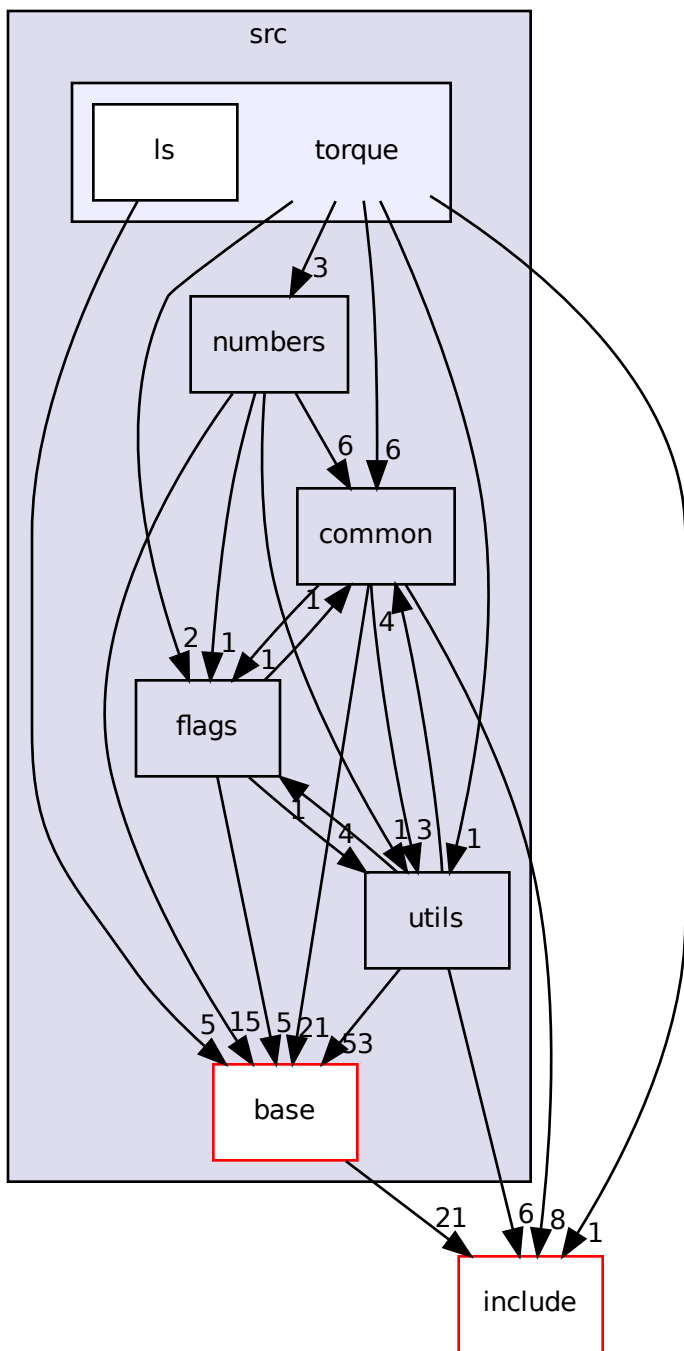 src
ls torque
3
numbers
6 6
common
1 4
2 1 1
flags
1 4 1 3 1
utils
5 15 5 21 53
base
21 6 8 1
include